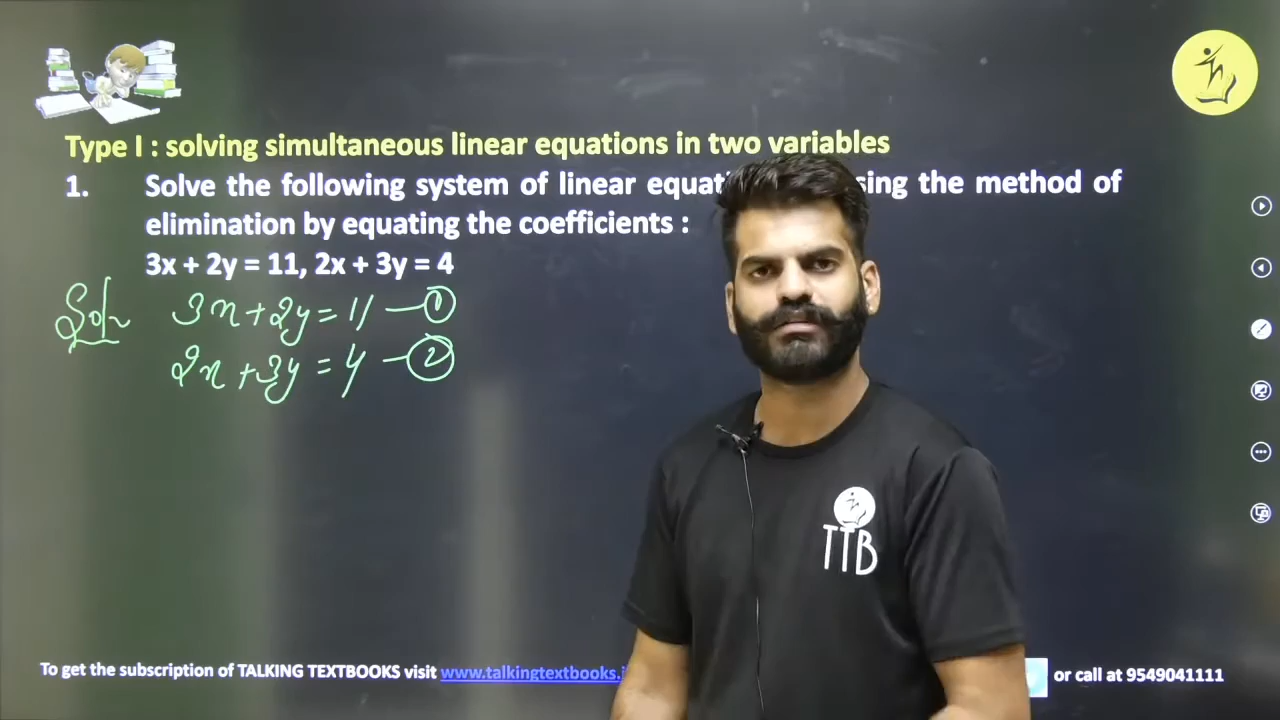 Type I : solving simultaneous linear equations in two variables
1. Solve the following system of linear equati sing the method of
elimination by equating the coefficients :
3x + 2y = 11, 2x + 3y = 4
Soln 3x + 2y = 11 — ①
2x + 3y = 4 — ②
TTB
To get the subscription of TALKING TEXTBOOKS visit www.talkingtextbooks.i or call at 9549041111